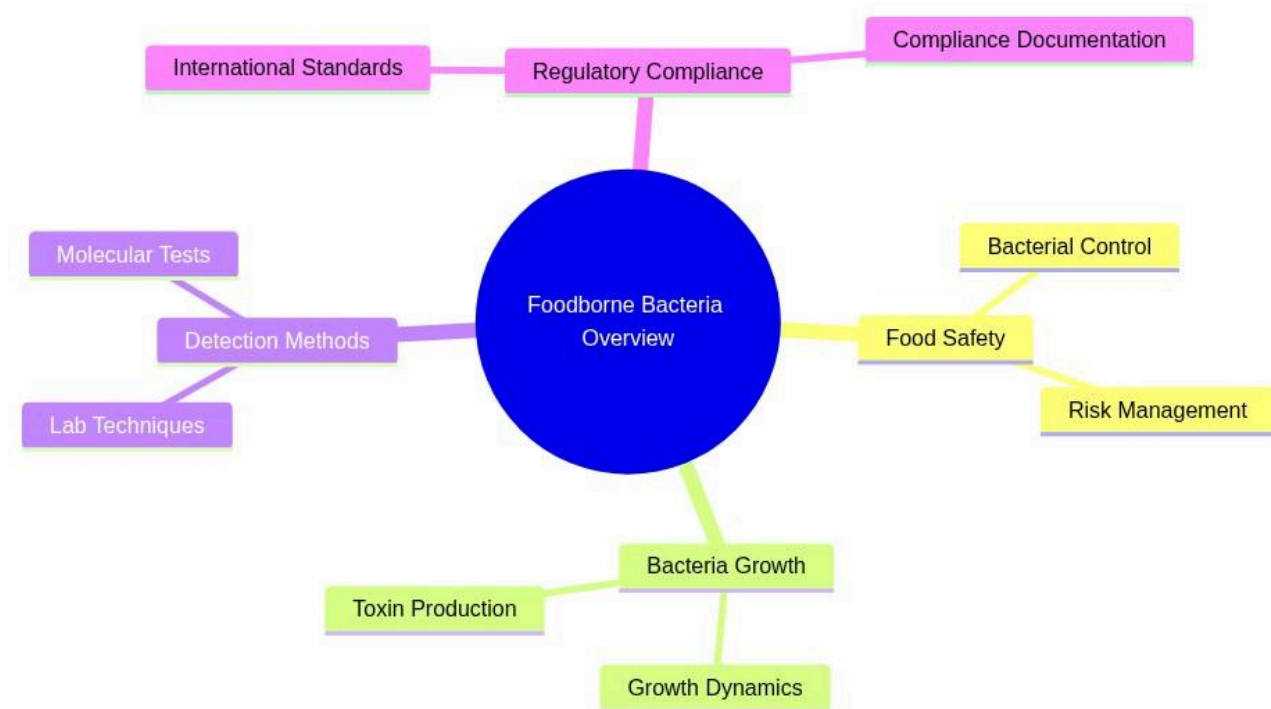 Compliance Documentation
International Standards
Regulatory Compliance
Molecular Tests
Bacterial Control
Foodborne Bacteria
Overview
Detection Methods
Food Safety
Lab Techniques
Risk Management
Bacteria Growth
Toxin Production
Growth Dynamics